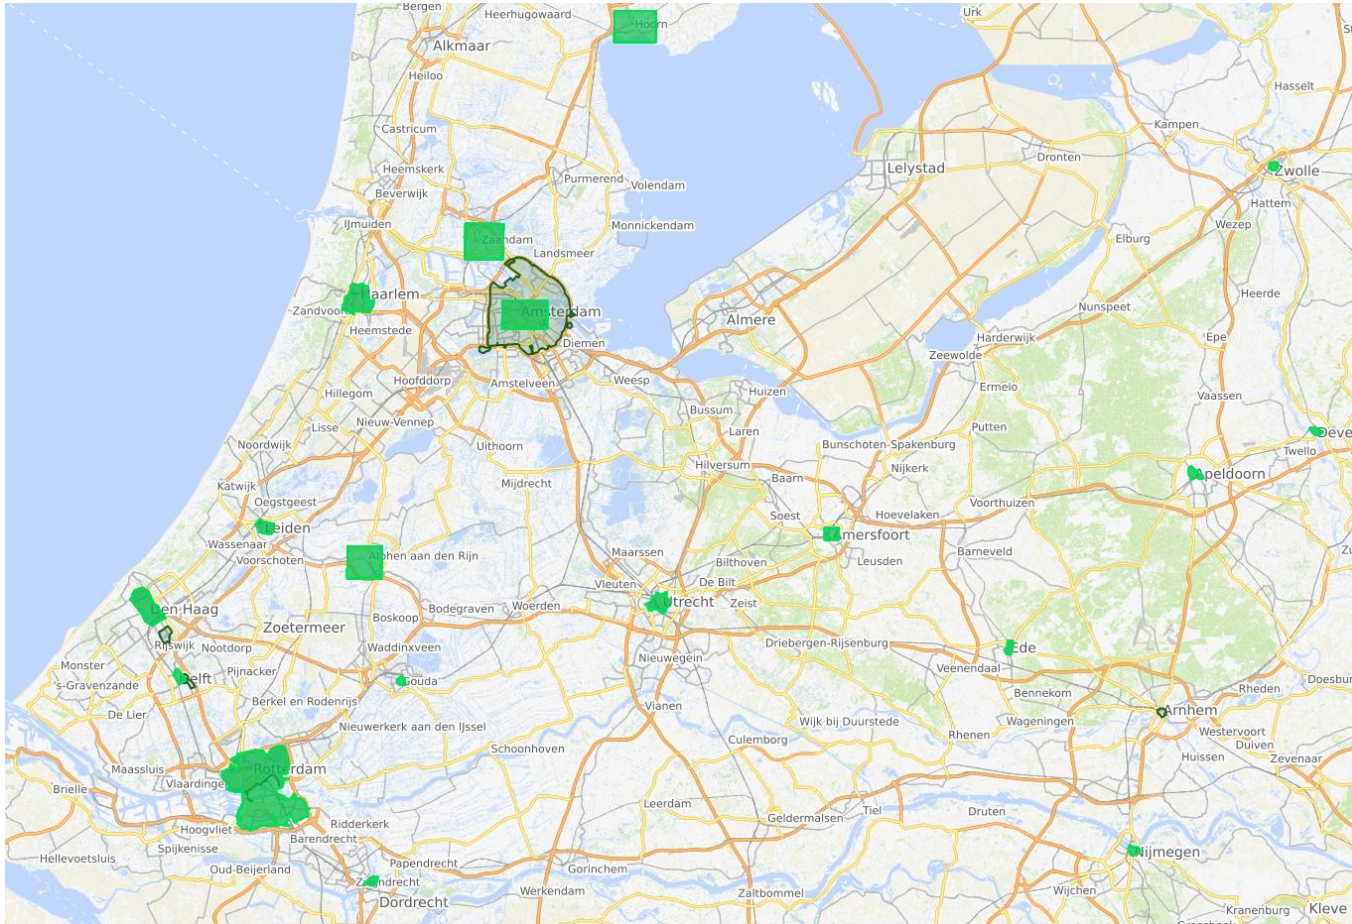 Bergen
Heerhugowaard
Hoorn
Urk
Alkmaar
Heiloo
Hasselt
Castricum
Kampen
Dronten
Heemskerk
Lelystad
Zwolle
Purmerend
Volendam
Beverwijk
Hattem
IJmuiden
Monnickendam
Wezep
Zaandam
Elburg
Landsmeer
Haarlem
Heerde
Zandvoort
Nunspeet
Amsterdam
Almere
Heemstede
Harderwijk
Epe
Diemen
Zeewolde
Hoofddorp
Amstelveen
Weesp
Ermelo
Hillegom
Huizen
Vaassen
Bussum
Lisse
Nieuw-Vennep
Putten
Laren
Deve
Noordwijk
Uithoorn
Bunschoten-Spakenburg
Twello
Hilversum
Nijkerk
Apeldoorn
Katwijk
Mijdrecht
Baarn
Oegstgeest
Voorthuizen
Soest
Hoevelaken
Leiden
Amersfoort
Wassenaar
Maarssen
Barneveld
Voorschoten
Alphen aan den Rijn
Bilthoven
Leusden
Vleuten
De Bilt
Den Haag
Bodegraven
Woerden
Utrecht
Zeist
Boskoop
Zoetermeer
Rijswijk
Nootdorp
Waddinxveen
Driebergen-Rijsenburg
Ede
Nieuwegein
Monster
Pijnacker
Veenendaal
Delft
Gouda
's-Gravenzande
Bennekom
Rheden
Doesbu
Berkel en Rodenrijs
Vianen
Arnhem
De Lier
Nieuwerkerk aan den IJssel
Wijk bij Duurstede
Wageningen
Westervoort
Culemborg
Rhenen
Duiven
Schoonhoven
Huissen
Zevenaar
Maassluis
Rotterdam
Vlaardinge
Brielle
Leerdam
Tiel
Druten
Geldermalsen
Ridderkerk
Hoogvliet
Barendrecht
Spijkenisse
Nijmegen
Hellevoetsluis
Papendrecht
Oud-Beijerland
Gorinchem
Zwijndrecht
Werkendam
Zaltbommel
Wijchen
Dordrecht
Kranenburg
Kleve